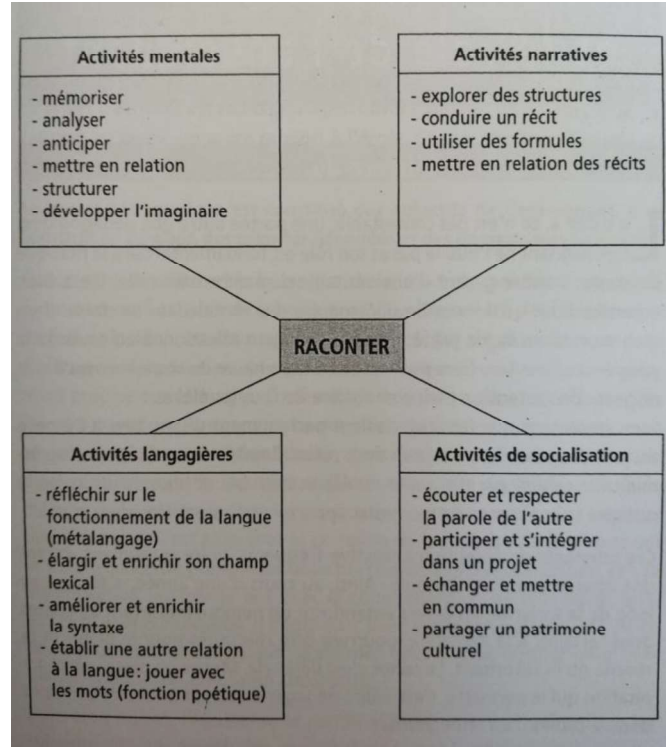 Activités mentales
- mémoriser
- analyser
- anticiper
- mettre en relation
- structurer
- développer l'imaginaire
Activités narratives
- explorer des structures
- conduire un récit
- utiliser des formules
- mettre en relation des récits
RACONTER
Activités langagières
- réfléchir sur le
fonctionnement de la langue
(métalangage)
- élargir et enrichir son champ
lexical
- améliorer et enrichir
la syntaxe
- établir une autre relation
à la langue : jouer avec
les mots (fonction poétique)
Activités de socialisation
- écouter et respecter
la parole de l'autre
- participer et s'intégrer
dans un projet
- échanger et mettre
en commun
- partager un patrimoine
culturel